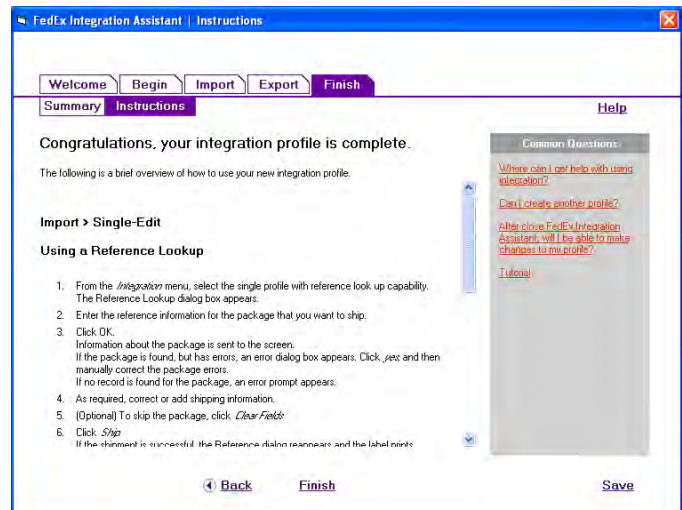 FedEx Integration Assistant | Instructions
Welcome Begin Import Export Finish
Summary Instructions
Help
Congratulations, your integration profile is complete.
The following is a brief overview of how to use your new integration profile.
Import > Single-Edit
Using a Reference Lookup
1. From the Integration menu, select the single profile with reference look up capability.
The Reference Lookup dialog box appears.
2. Enter the reference information for the package that you want to ship.
3. Click OK.
Information about the package is sent to the screen.
If the package is found, but has errors, an error dialog box appears. Click yes and then
manually correct the package errors.
If no record is found for the package, an error prompt appears.
4. As required, correct or add shipping information.
5. (Optional) To skip the package, click Clear Fields
6. Click Ship
If the shipment is successful, the Reference dialog reappears and the label prints
Common Questions
Where can I get help with using
integration?
Can I create another profile?
After close FedEx Integration
Assistant, will I be able to make
changes to my profile?
Tutorial
Back Finish Save